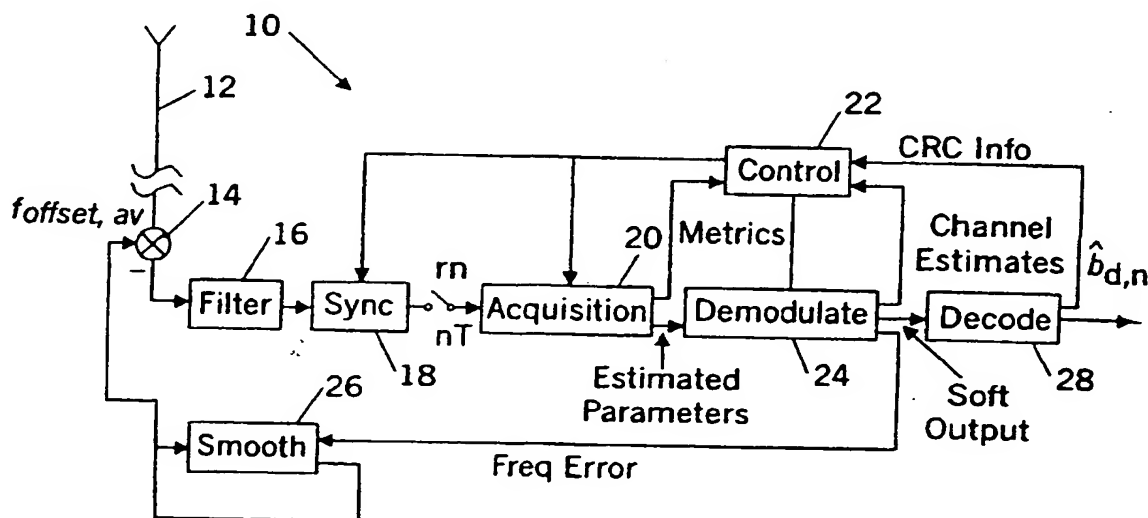 10
12
22
CRC Info
Control
14
foffset, av
16
20
Metrics
Channel
Estimates
b̂d,n
–
rn
Filter
Sync
Acquisition
Demodulate
Decode
nT
18
24
28
Estimated
Parameters
Soft
Output
26
Smooth
Freq Error